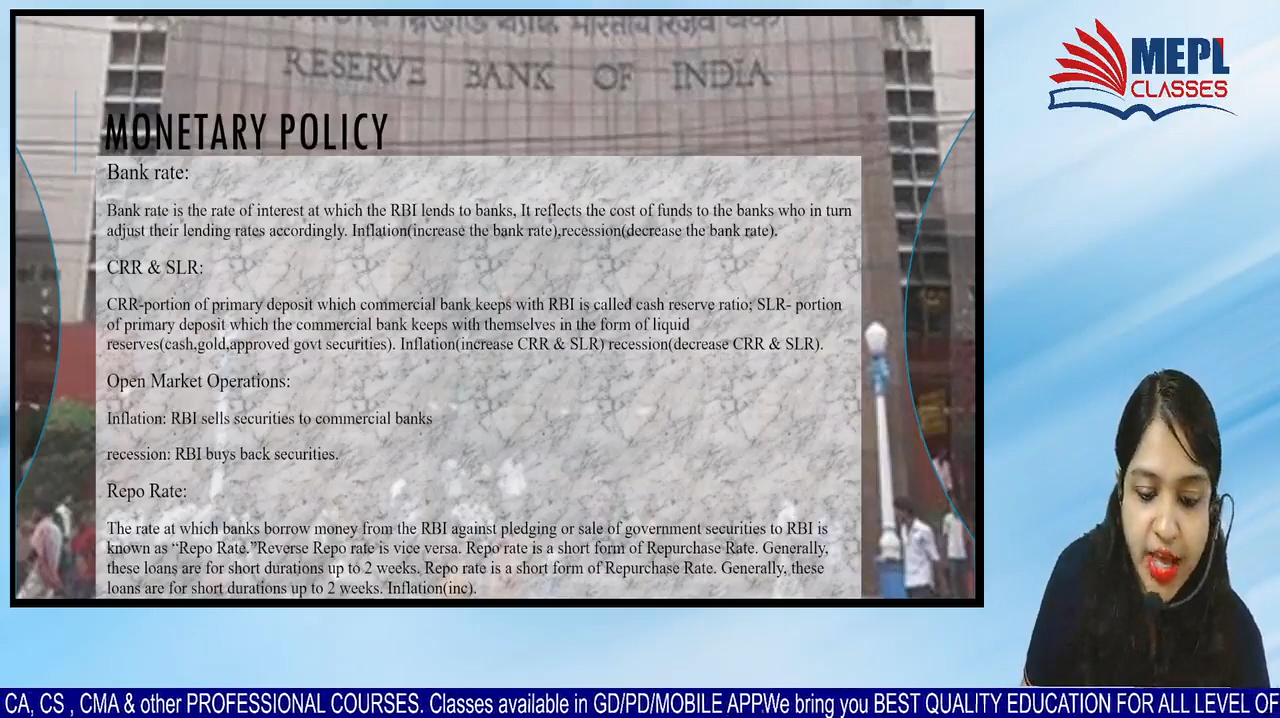 भारतीय रिज़र्व बैंक
RESERVE BANK OF INDIA
MONETARY POLICY
Bank rate:
Bank rate is the rate of interest at which the RBI lends to banks, It reflects the cost of funds to the banks who in turn
adjust their lending rates accordingly. Inflation(increase the bank rate),recession(decrease the bank rate).
CRR & SLR:
CRR-portion of primary deposit which commercial bank keeps with RBI is called cash reserve ratio; SLR- portion
of primary deposit which the commercial bank keeps with themselves in the form of liquid
reserves(cash,gold,approved govt securities). Inflation(increase CRR & SLR) recession(decrease CRR & SLR).
Open Market Operations:
Inflation: RBI sells securities to commercial banks
recession: RBI buys back securities.
Repo Rate:
The rate at which banks borrow money from the RBI against pledging or sale of government securities to RBI is
known as “Repo Rate.”Reverse Repo rate is vice versa. Repo rate is a short form of Repurchase Rate. Generally,
these loans are for short durations up to 2 weeks. Repo rate is a short form of Repurchase Rate. Generally, these
loans are for short durations up to 2 weeks. Inflation(inc).
MEPL
CLASSES
CA, CS , CMA & other PROFESSIONAL COURSES. Classes available in GD/PD/MOBILE APP.We bring you BEST QUALITY EDUCATION FOR ALL LEVEL OF